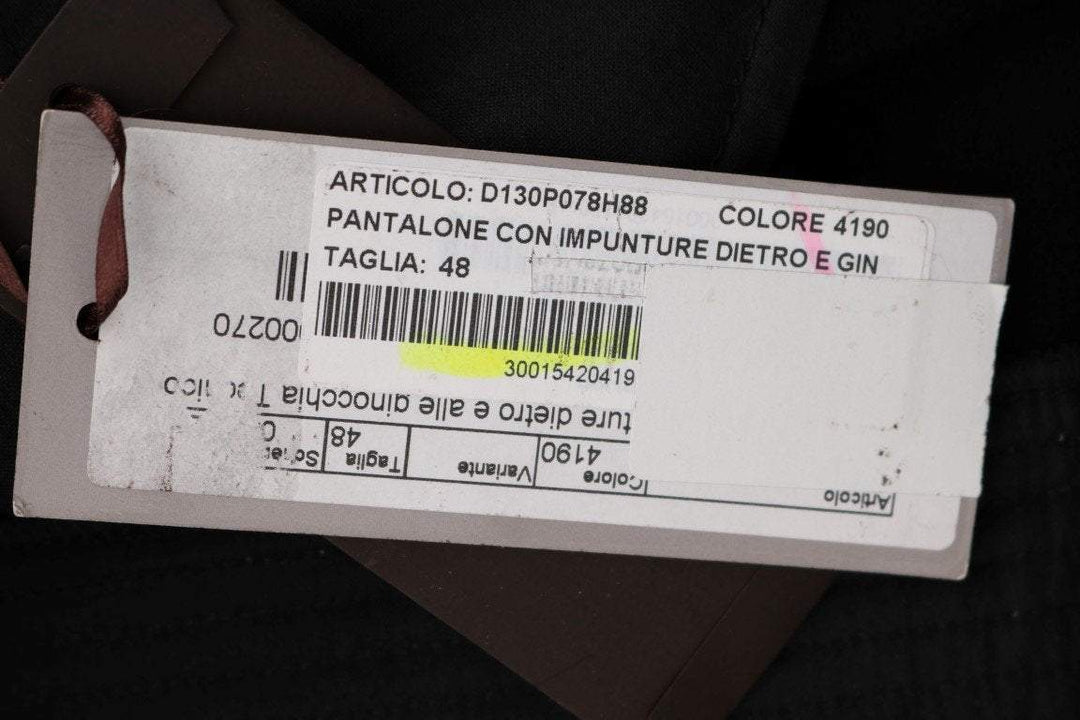 ARTICOLO: D130P078H88 COLORE 4190
PANTALONE CON IMPUNTURE DIETRO E GIN
TAGLIA: 48
30015420419
Articolo Colore Variante Taglia
4190 48
ture dietro e alle ginocchia
00270